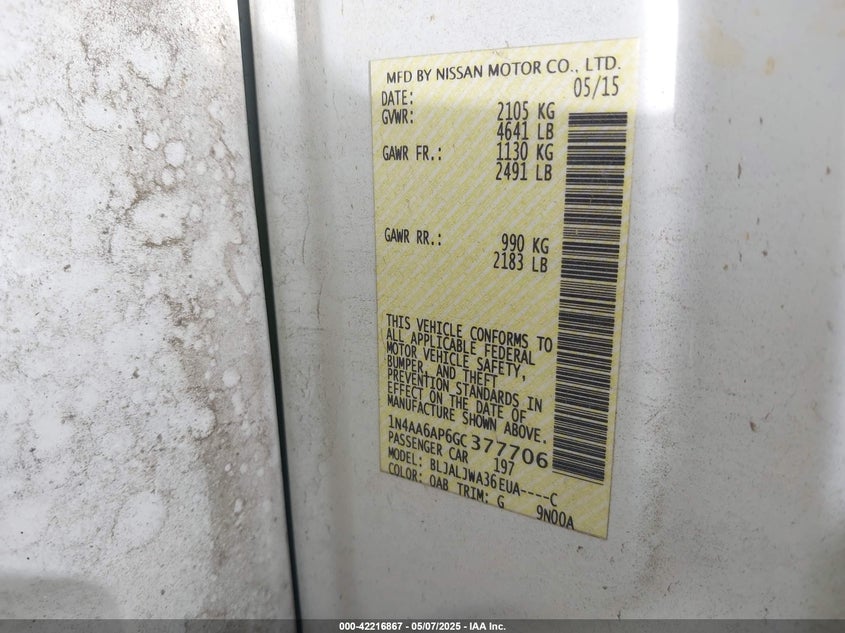 MFD BY NISSAN MOTOR CO., LTD.
DATE: 05/15
GVWR: 2105 KG
4641 LB
GAWR FR.: 1130 KG
2491 LB
GAWR RR.: 990 KG
2183 LB
THIS VEHICLE CONFORMS TO
ALL APPLICABLE FEDERAL
MOTOR VEHICLE SAFETY,
BUMPER, AND THEFT
PREVENTION STANDARDS IN
EFFECT ON THE DATE OF
MANUFACTURE SHOWN ABOVE.
1N4AA6AP6GC377706
PASSENGER CAR 197
MODEL: BLJALJWA36EUA----C
COLOR: QAB TRIM: G 9N00A
000-42216867 - 05/07/2025 - IAA Inc.